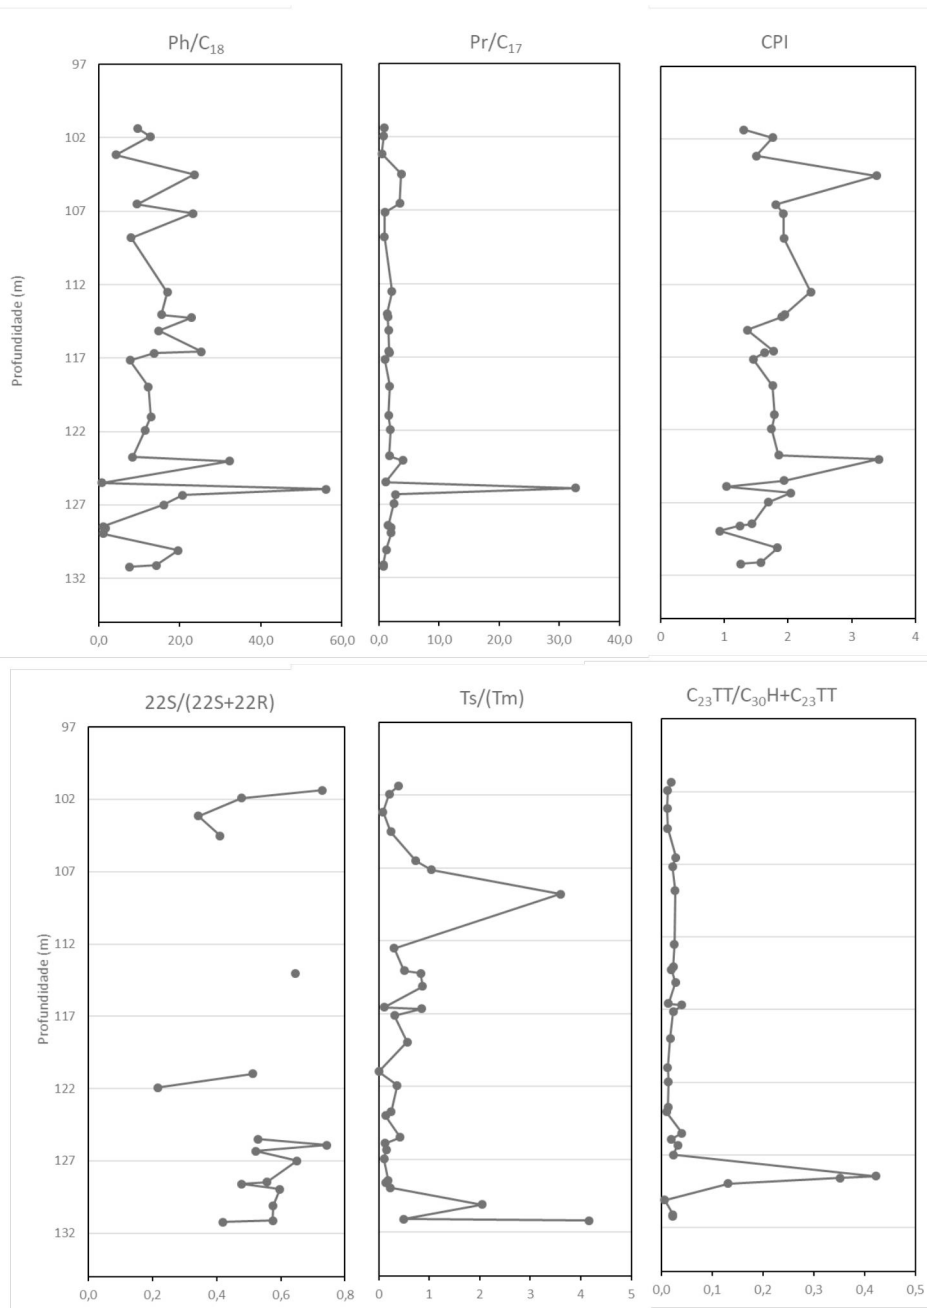 Ph/C18
Pr/C17
CPI
97
102
107
112
117
122
127
132
Profundidade (m)
0,0 20,0 40,0 60,0
0,0 10,0 20,0 30,0 40,0
0 1 2 3 4
22S/(22S+22R)
Ts/(Tm)
C23TT/C30H+C23TT
97
102
107
112
117
122
127
132
Profundidade (m)
0,0 0,2 0,4 0,6 0,8
0 1 2 3 4 5
0,0 0,1 0,2 0,3 0,4 0,5